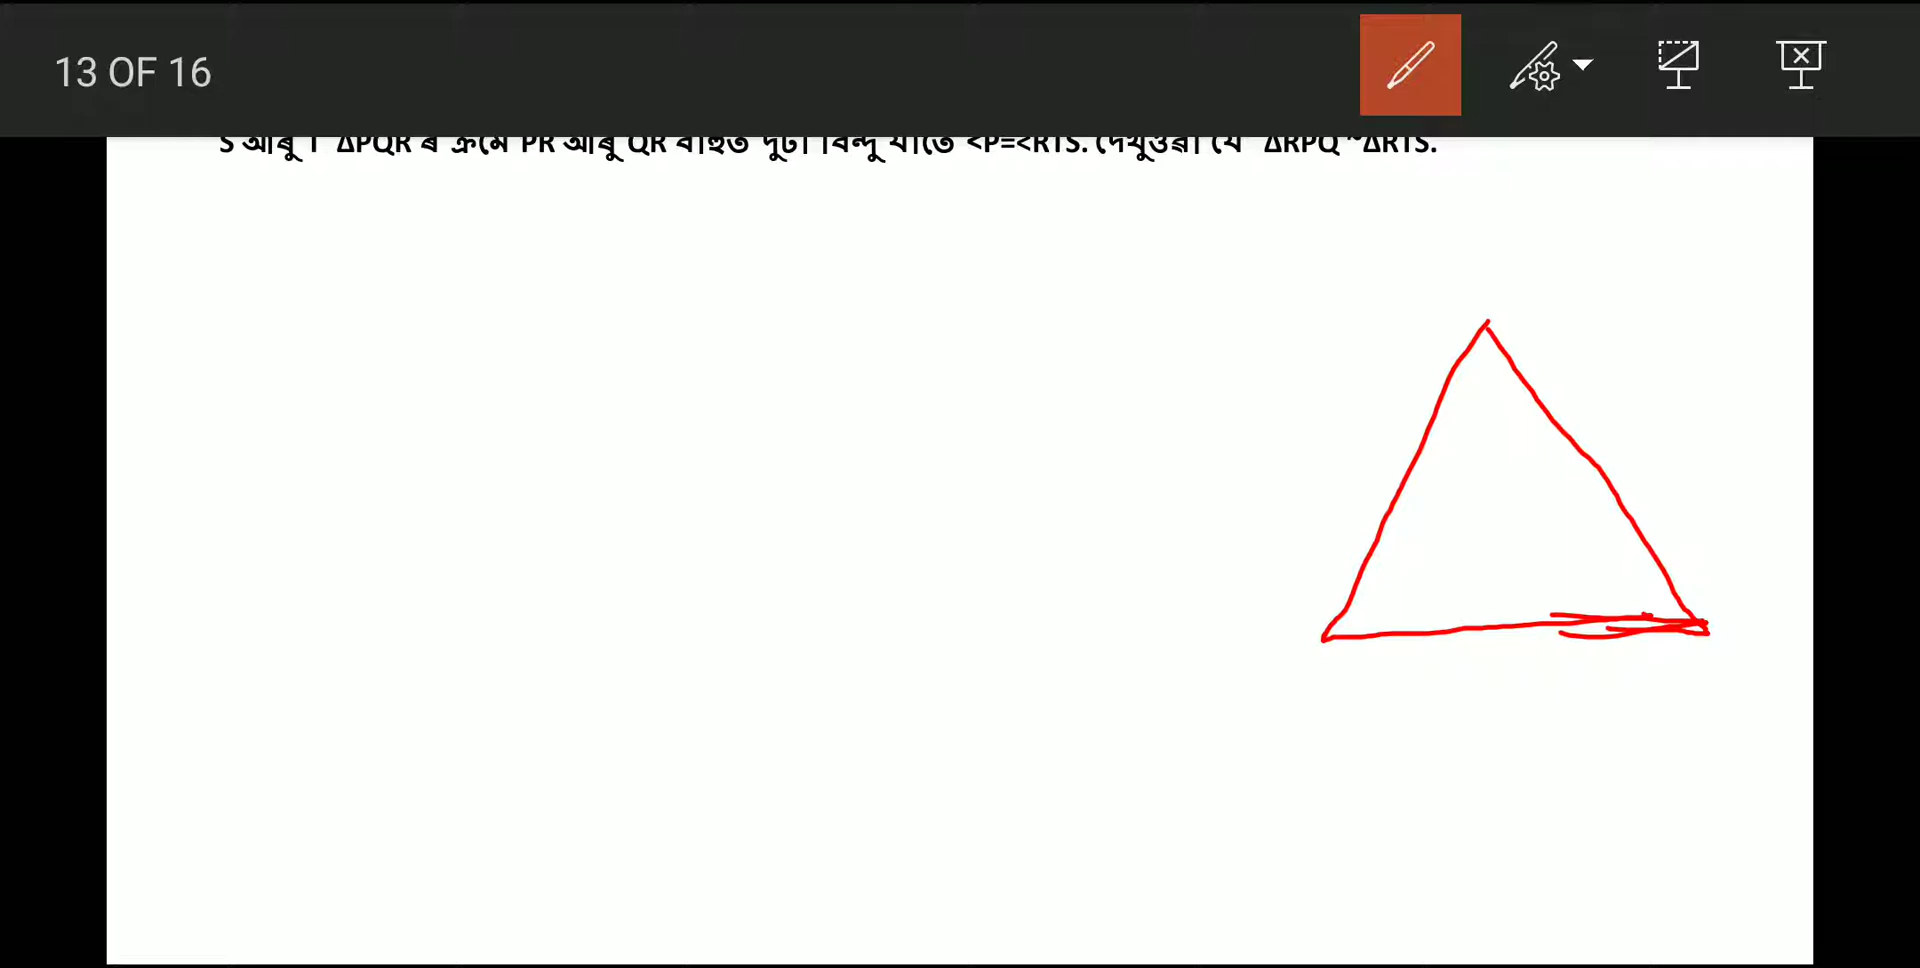 13 OF 16
S আৰু T ΔPQR ৰ ক্ৰমে PR আৰু QR বাহুত দুটা বিন্দু যাতে <P=<RTS. দেখুওৱা যে ΔRPQ ~ΔRTS.